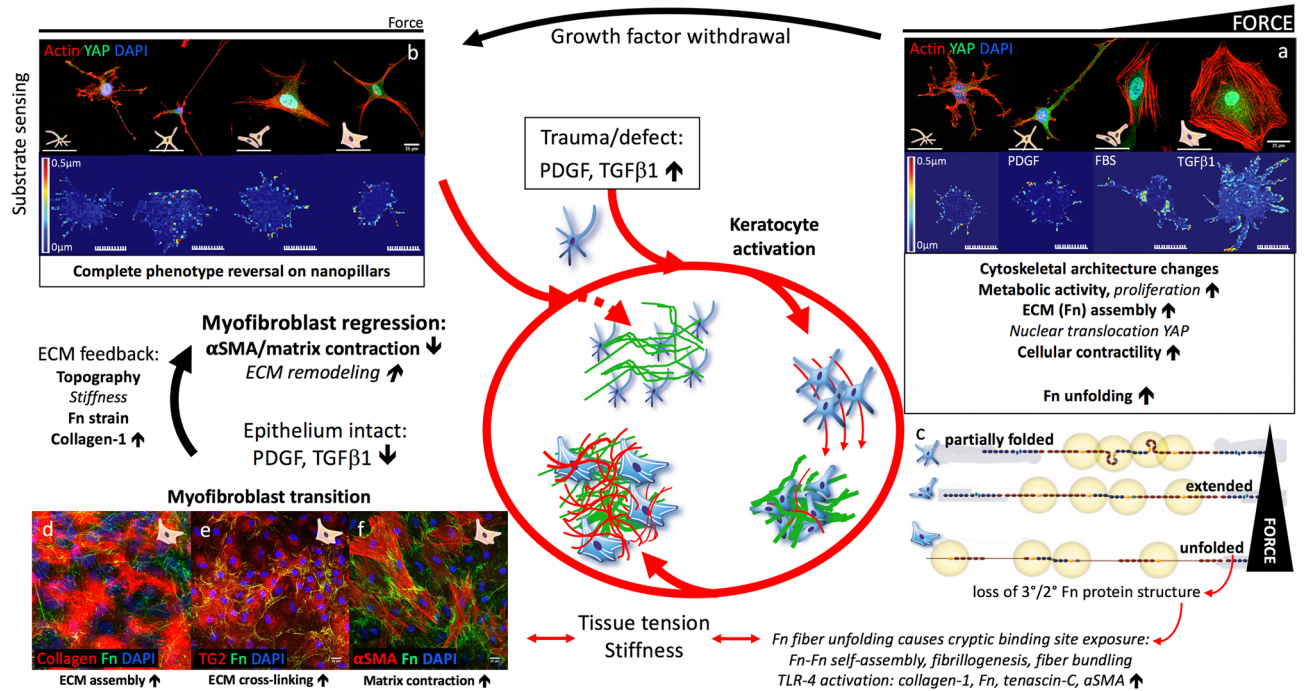 Force
Growth factor withdrawal
FORCE
Substrate sensing
Actin YAP DAPI
b
25 µm
0.5µm
0µm
Complete phenotype reversal on nanopillars
Trauma/defect:
PDGF, TGFβ1 ↑
Keratocyte
activation
Actin YAP DAPI
a
25 µm
0.5µm
PDGF
FBS
TGFβ1
0µm
Cytoskeletal architecture changes
Metabolic activity, proliferation ↑
ECM (Fn) assembly ↑
Nuclear translocation YAP
Cellular contractility ↑
Fn unfolding ↑
Myofibroblast regression:
αSMA/matrix contraction ↓
ECM remodeling ↑
ECM feedback:
Topography
Stiffness
Fn strain
Collagen-1 ↑
Epithelium intact:
PDGF, TGFβ1 ↓
Myofibroblast transition
d
Collagen Fn DAPI
ECM assembly ↑
e
TG2 Fn DAPI
ECM cross-linking ↑
f
αSMA Fn DAPI
Matrix contraction ↑
c
partially folded
extended
unfolded
FORCE
loss of 3°/2° Fn protein structure
Tissue tension
Stiffness
Fn fiber unfolding causes cryptic binding site exposure:
Fn-Fn self-assembly, fibrillogenesis, fiber bundling
TLR-4 activation: collagen-1, Fn, tenascin-C, aSMA ↑